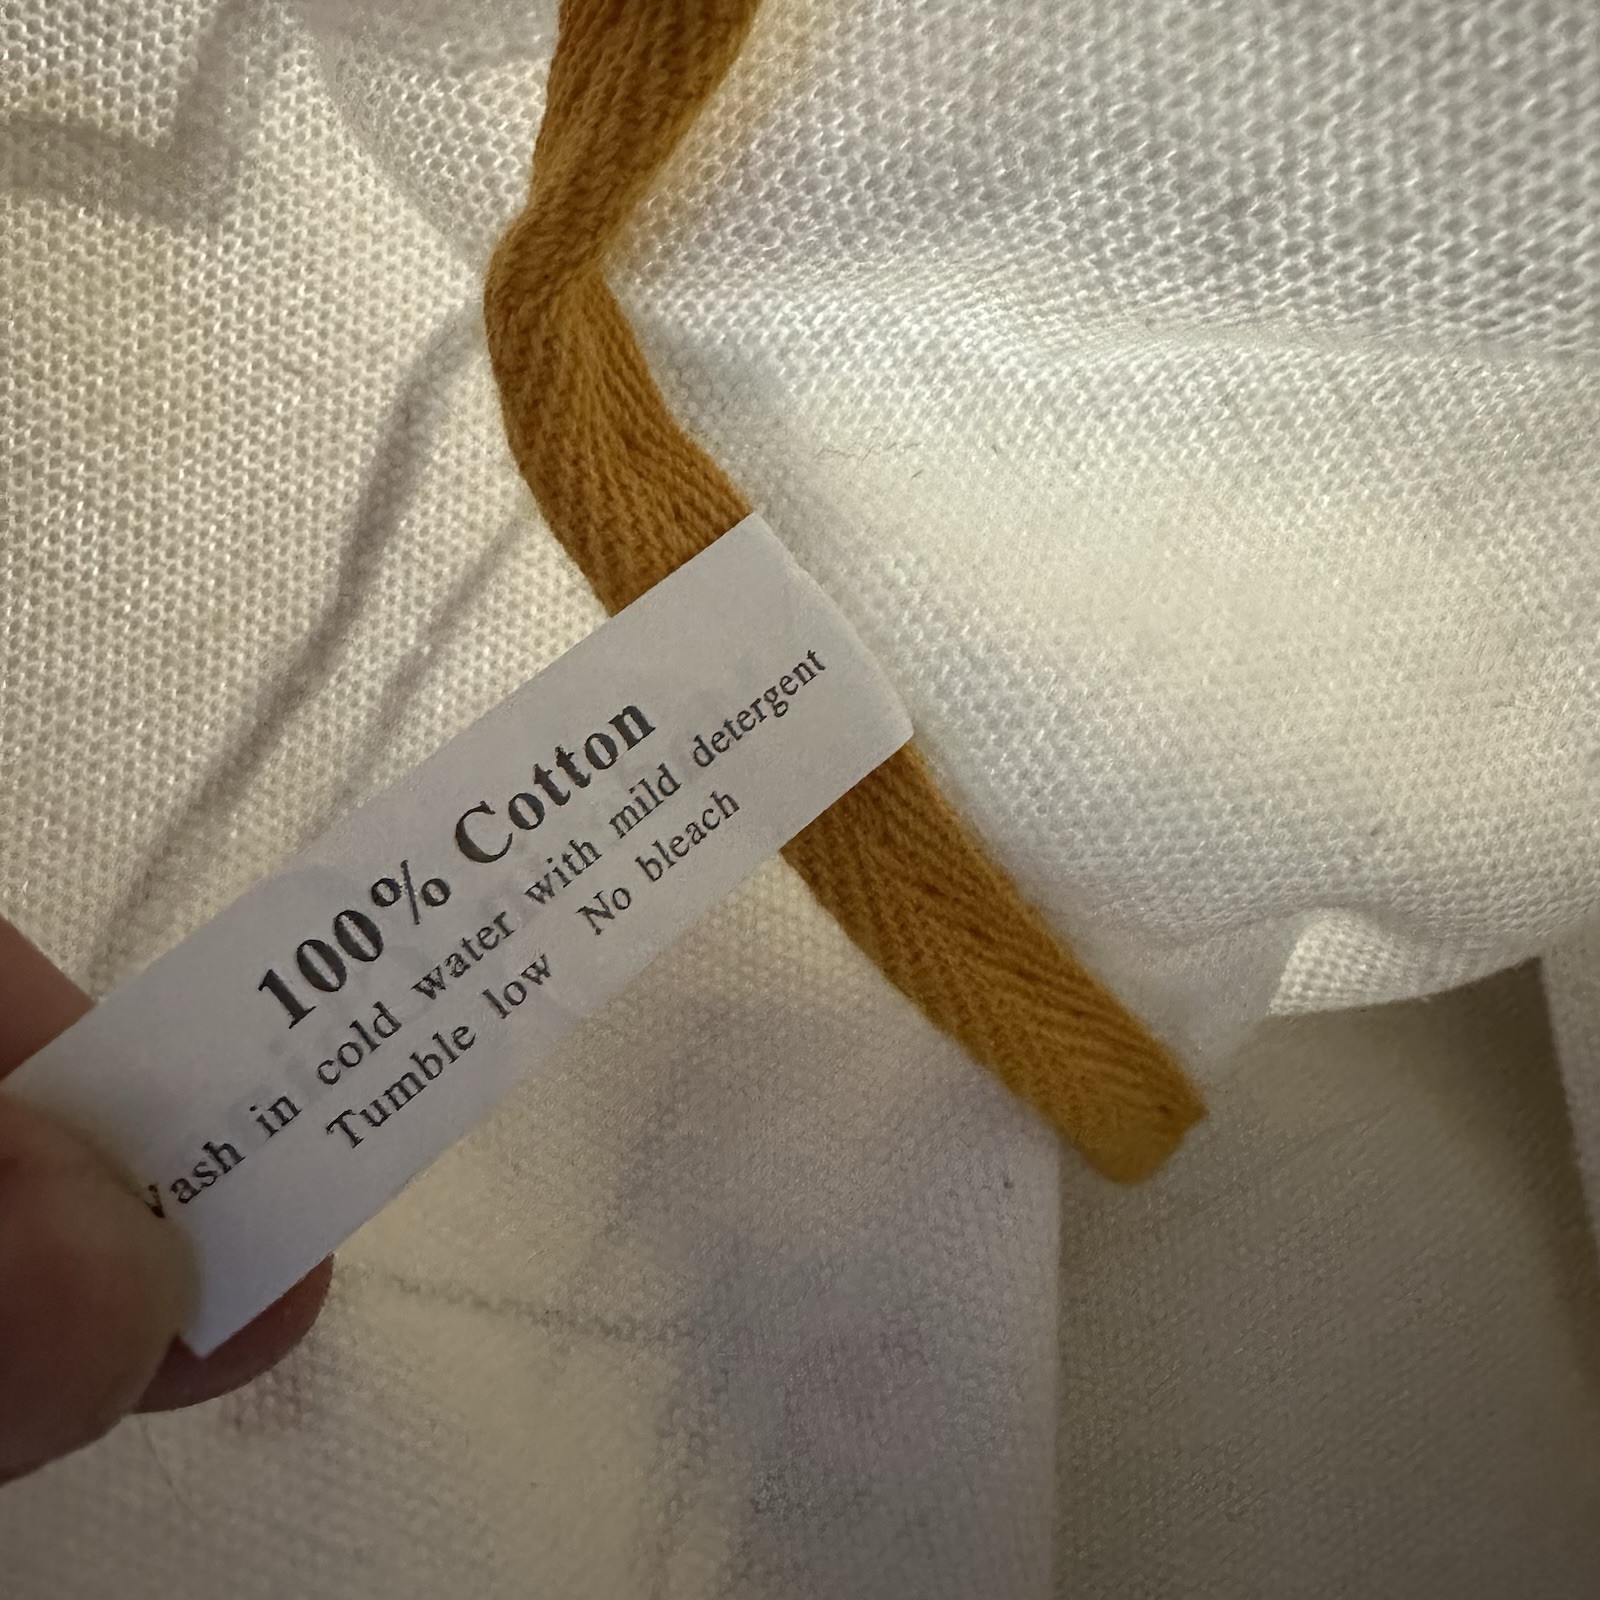 100% Cotton
Wash in cold water with mild detergent
Tumble low No bleach